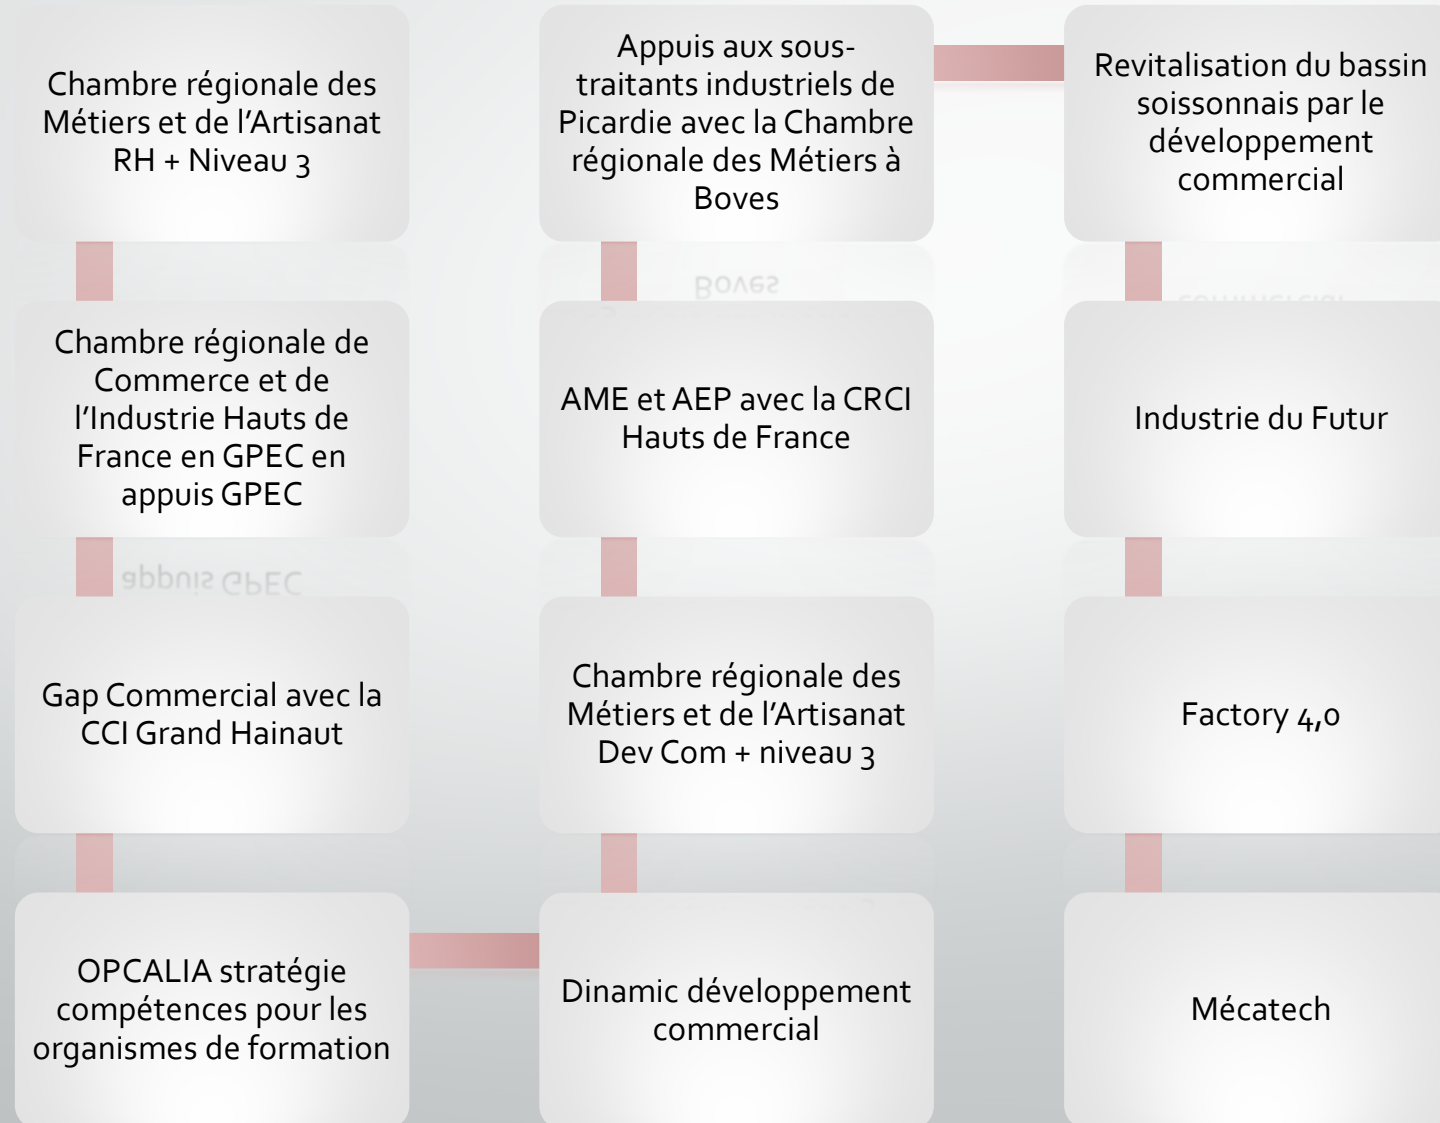 Chambre régionale des
Métiers et de l'Artisanat
RH + Niveau 3
Chambre régionale de
Commerce et de
l'Industrie Hauts de
France en GPEC en
appuis GPEC
Gap Commercial avec la
CCI Grand Hainaut
OPCALIA stratégie
compétences pour les
organismes de formation
Dinamic développement
commercial
Chambre régionale des
Métiers et de l'Artisanat
Dev Com + niveau 3
AME et AEP avec la CRCI
Hauts de France
Appuis aux sous-
traitants industriels de
Picardie avec la Chambre
régionale des Métiers à
Boves
Revitalisation du bassin
soissonnais par le
développement
commercial
Industrie du Futur
Factory 4,0
Mécatech